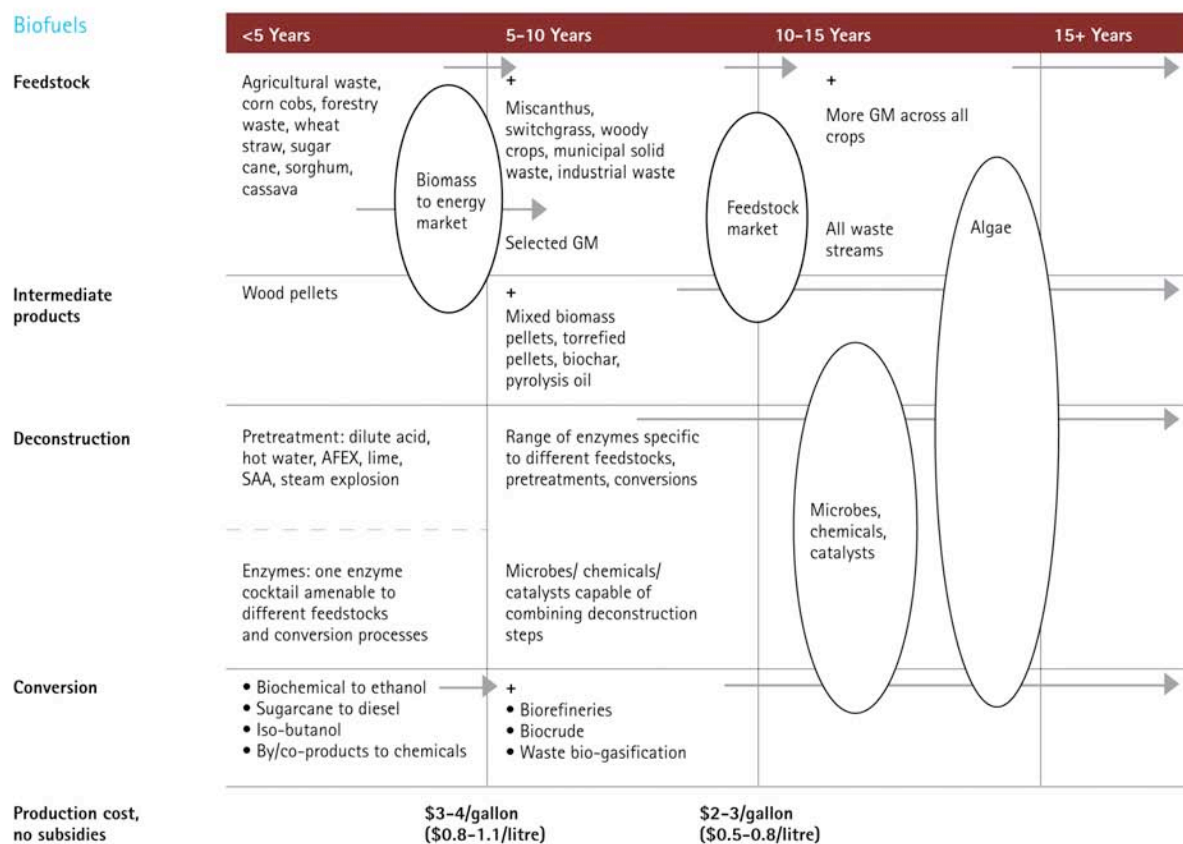 Biofuels
<5 Years
5-10 Years
10-15 Years
15+ Years
Feedstock
Agricultural waste,
corn cobs, forestry
waste, wheat
straw, sugar
cane, sorghum,
cassava
Biomass
to energy
market
+
Miscanthus,
switchgrass, woody
crops, municipal solid
waste, industrial waste
Selected GM
Feedstock
market
+
More GM across all
crops
All waste
streams
Algae
Intermediate
products
Wood pellets
+
Mixed biomass
pellets, torrefied
pellets, biochar,
pyrolysis oil
Deconstruction
Pretreatment: dilute acid,
hot water, AFEX, lime,
SAA, steam explosion
Range of enzymes specific
to different feedstocks,
pretreatments, conversions
Enzymes: one enzyme
cocktail amenable to
different feedstocks
and conversion processes
Microbes/ chemicals/
catalysts capable of
combining deconstruction
steps
Microbes,
chemicals,
catalysts
Conversion
• Biochemical to ethanol
• Sugarcane to diesel
• Iso-butanol
• By/co-products to chemicals
+
• Biorefineries
• Biocrude
• Waste bio-gasification
Production cost,
no subsidies
$3-4/gallon
($0.8-1.1/litre)
$2-3/gallon
($0.5-0.8/litre)